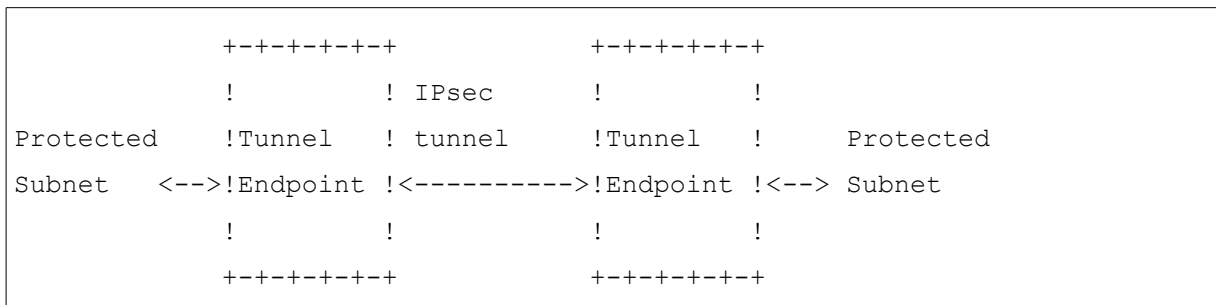 +-+-+-+-+-+ +-+-+-+-+-+
! ! IPsec ! !
Protected !Tunnel ! tunnel !Tunnel ! Protected
Subnet <-->!Endpoint !<---------->!Endpoint !<--> Subnet
! ! ! !
+-+-+-+-+-+ +-+-+-+-+-+